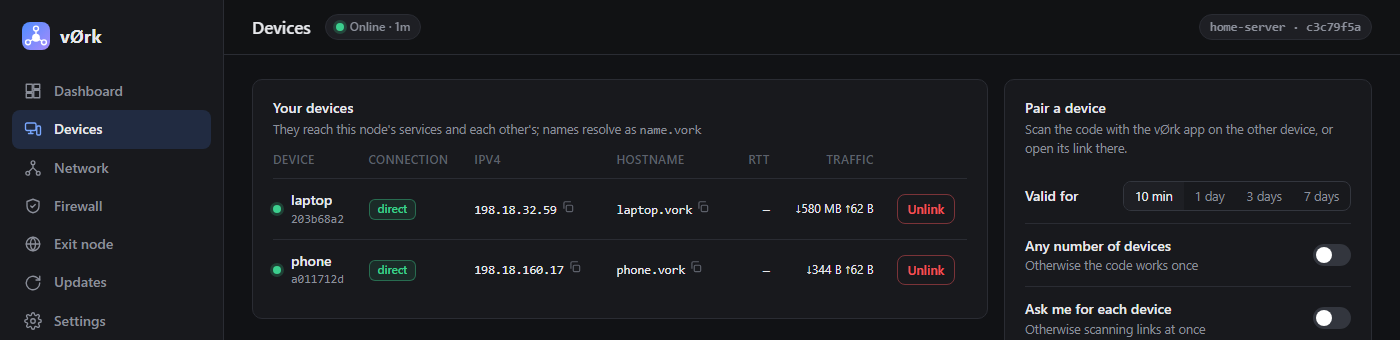 vØrk
Dashboard
Devices
Network
Firewall
Exit node
Updates
Settings
Devices
Online · 1m
home-server · c3c79f5a
Your devices
They reach this node's services and each other's; names resolve as name.vork
DEVICE CONNECTION IPV4 HOSTNAME RTT TRAFFIC
laptop
203b68a2
direct 198.18.32.59 laptop.vork — ↓580 MB ↑62 B Unlink
phone
a011712d
direct 198.18.160.17 phone.vork — ↓344 B ↑62 B Unlink
Pair a device
Scan the code with the vØrk app on the other device, or
open its link there.
Valid for 10 min 1 day 3 days 7 days
Any number of devices
Otherwise the code works once
Ask me for each device
Otherwise scanning links at once